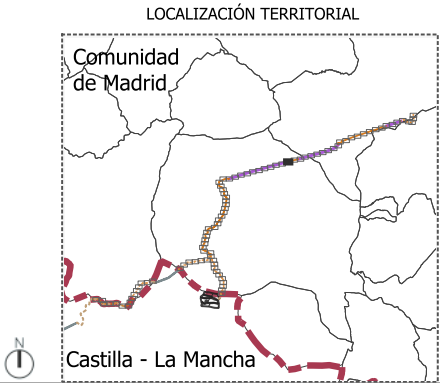 LOCALIZACIÓN TERRITORIAL
Comunidad
de Madrid
N
Castilla - La Mancha